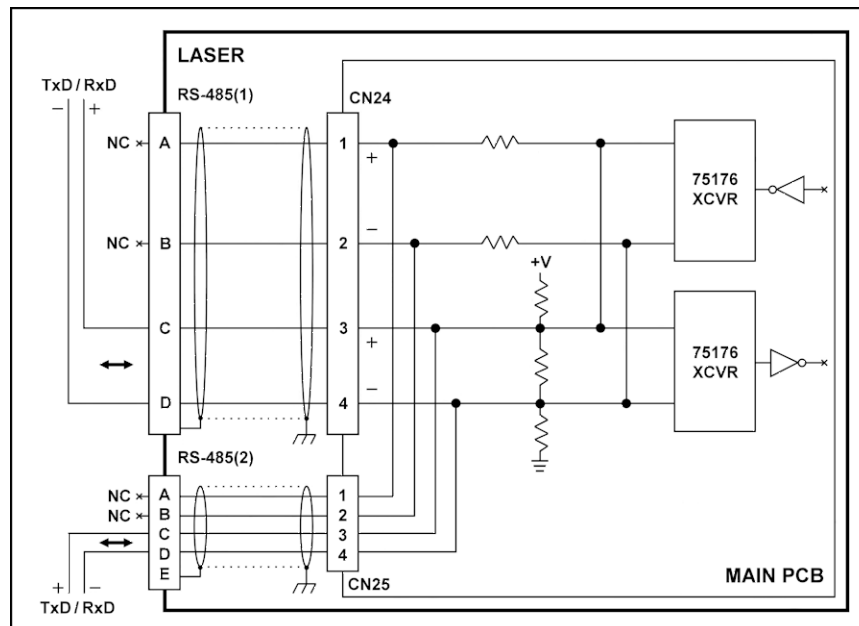 LASER
TxD / RxD
− +
RS-485(1)
CN24
NC A 1
+
75176
XCVR
NC B 2
−
+V
C 3
+
75176
XCVR
D 4
−
RS-485(2)
NC A 1
NC B 2
C 3
D 4
E
CN25
+ −
TxD / RxD
MAIN PCB